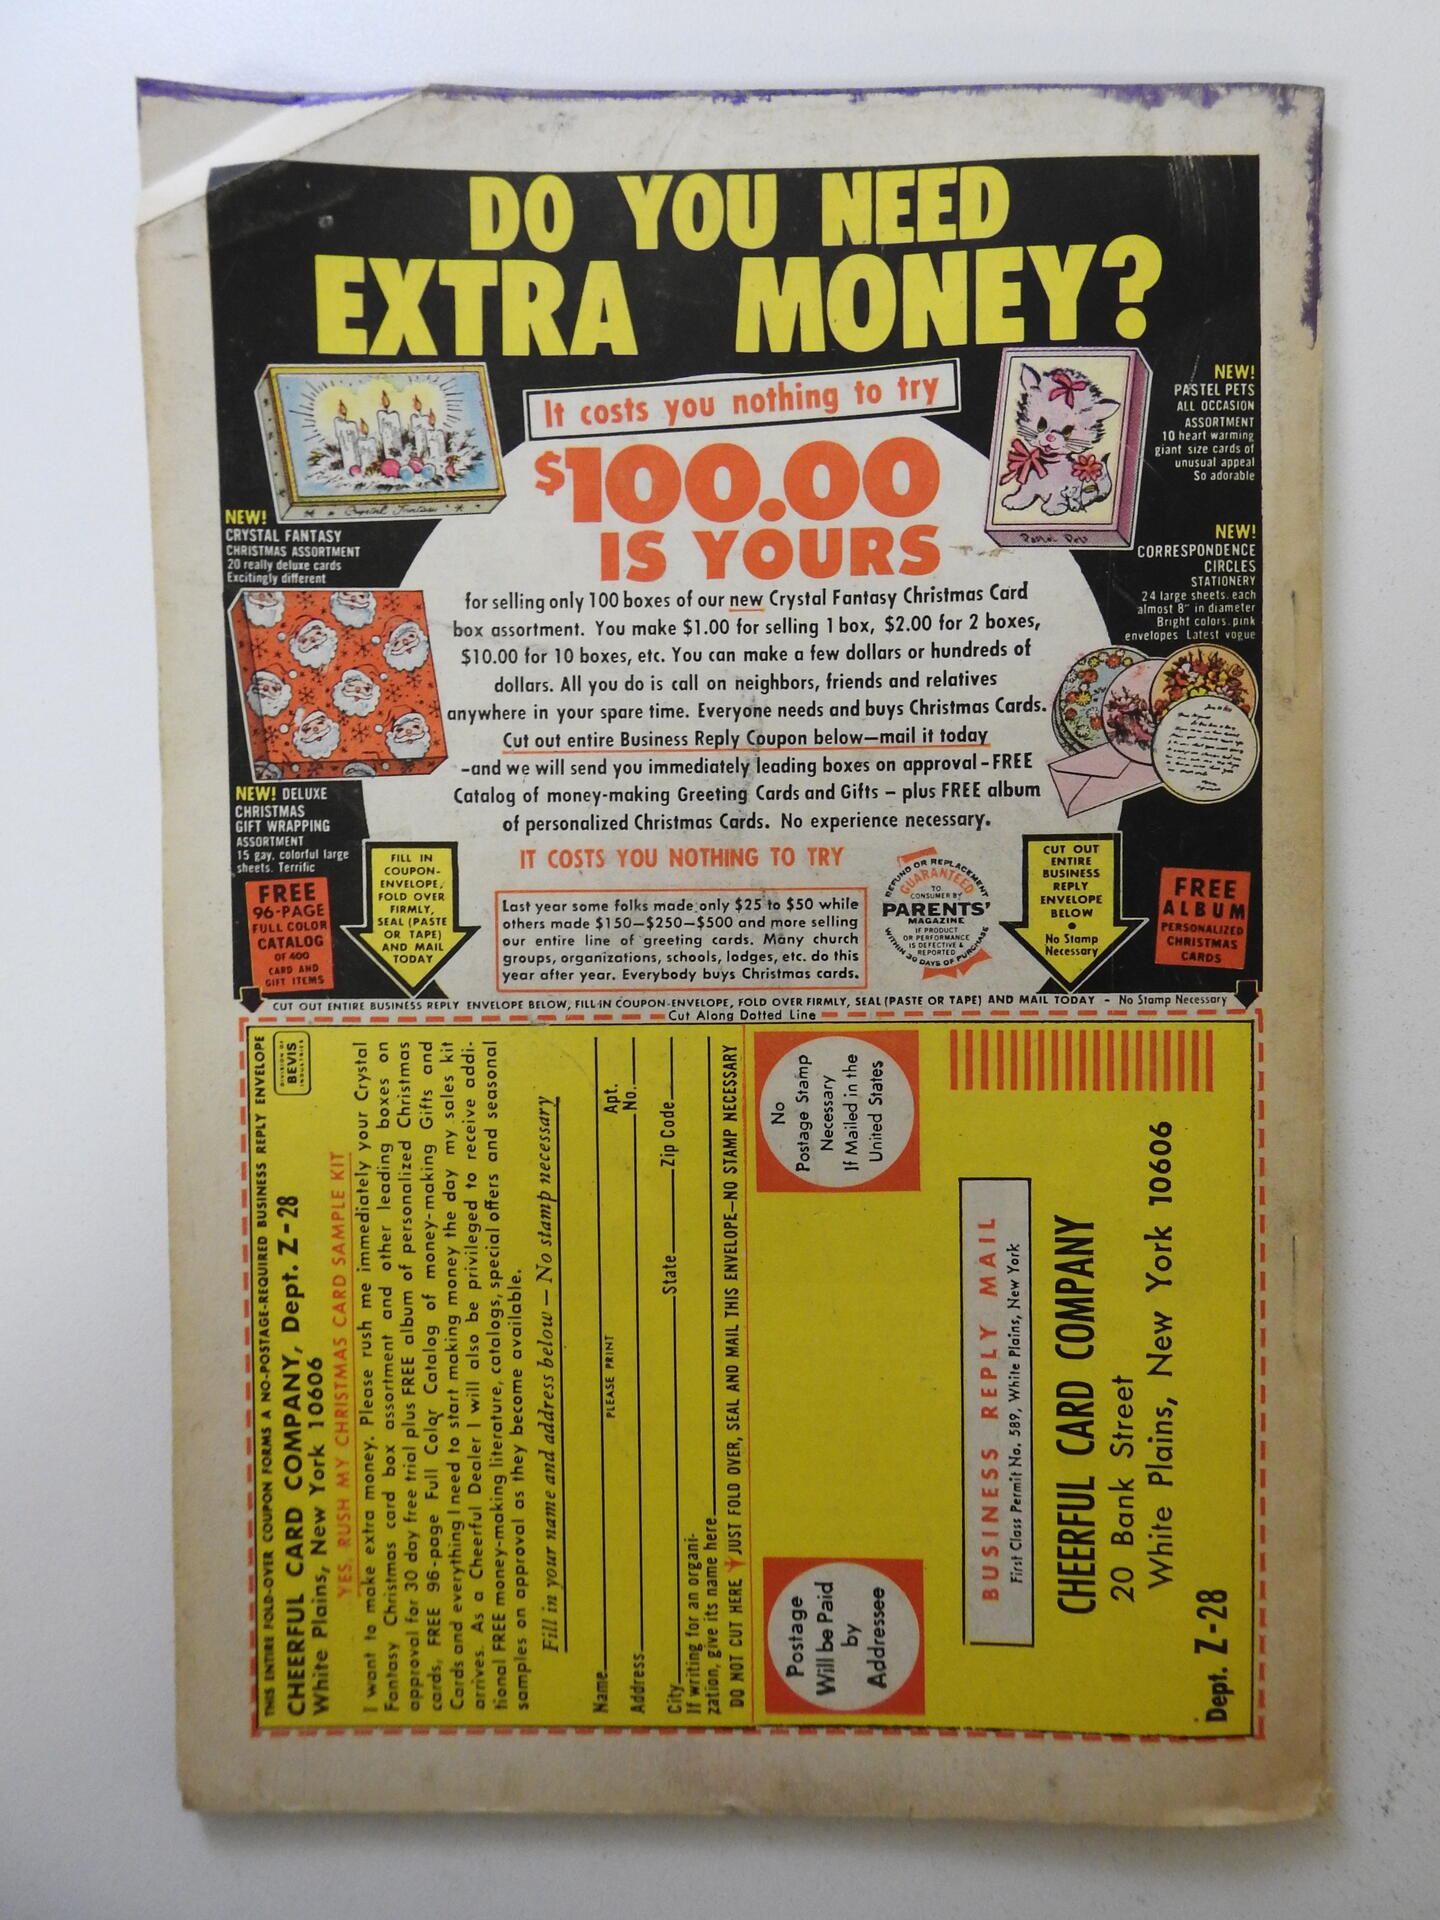 DO YOU NEED
EXTRA MONEY?
It costs you nothing to try
$100.00
IS YOURS
NEW!
CRYSTAL FANTASY
CHRISTMAS ASSORTMENT
20 really deluxe cards
Excitingly different
Crystal Fantasy
NEW!
PASTEL PETS
ALL OCCASION
ASSORTMENT
10 heart warming
giant size cards of
unusual appeal
So adorable
Pastel Pets
NEW!
CORRESPONDENCE
CIRCLES
STATIONERY
24 large sheets. each
almost 8" in diameter
Bright colors. pink
envelopes Latest vogue
for selling only 100 boxes of our new Crystal Fantasy Christmas Card
box assortment. You make $1.00 for selling 1 box, $2.00 for 2 boxes,
$10.00 for 10 boxes, etc. You can make a few dollars or hundreds of
dollars. All you do is call on neighbors, friends and relatives
anywhere in your spare time. Everyone needs and buys Christmas Cards.
Cut out entire Business Reply Coupon below—mail it today
–and we will send you immediately leading boxes on approval – FREE
Catalog of money-making Greeting Cards and Gifts – plus FREE album
of personalized Christmas Cards. No experience necessary.
IT COSTS YOU NOTHING TO TRY
NEW! DELUXE
CHRISTMAS
GIFT WRAPPING
ASSORTMENT
15 gay, colorful large
sheets. Terrific
FREE
96-PAGE
FULL COLOR
CATALOG
OF 400
CARD AND
GIFT ITEMS
FILL IN
COUPON-
ENVELOPE,
FOLD OVER
FIRMLY,
SEAL (PASTE
OR TAPE)
AND MAIL
TODAY
Last year some folks made only $25 to $50 while
others made $150—$250—$500 and more selling
our entire line of greeting cards. Many church
groups, organizations, schools, lodges, etc. do this
year after year. Everybody buys Christmas cards.
REFUND OR REPLACEMENT
GUARANTEED
TO
CONSUMER BY
PARENTS'
MAGAZINE
IF PRODUCT
OR PERFORMANCE
IS DEFECTIVE &
REPORTED
WITHIN 30 DAYS OF PURCHASE
CUT OUT
ENTIRE
BUSINESS
REPLY
ENVELOPE
BELOW
•
No Stamp
Necessary
FREE
ALBUM
PERSONALIZED
CHRISTMAS
CARDS
CUT OUT ENTIRE BUSINESS REPLY ENVELOPE BELOW, FILL-IN COUPON-ENVELOPE, FOLD OVER FIRMLY, SEAL (PASTE OR TAPE) AND MAIL TODAY – No Stamp Necessary
Cut Along Dotted Line
THIS ENTIRE FOLD-OVER COUPON FORMS A NO-POSTAGE-REQUIRED BUSINESS REPLY ENVELOPE
CHEERFUL CARD COMPANY, Dept. Z-28
White Plains, New York 10606
DIVISION OF
BEVIS
INDUSTRIES
YES, RUSH MY CHRISTMAS CARD SAMPLE KIT
I want to make extra money. Please rush me immediately your Crystal
Fantasy Christmas card box assortment and other leading boxes on
approval for 30 day free trial plus FREE album of personalized Christmas
cards, FREE 96-page Full Color Catalog of money-making Gifts and
Cards and everything I need to start making money the day my sales kit
arrives. As a Cheerful Dealer I will also be privileged to receive addi-
tional FREE money-making literature, catalogs, special offers and seasonal
samples on approval as they become available.
Fill in your name and address below — No stamp necessary
Name
PLEASE PRINT
Address Apt. No.
City State Zip Code
If writing for an organi-
zation, give its name here
DO NOT CUT HERE JUST FOLD OVER, SEAL AND MAIL THIS ENVELOPE—NO STAMP NECESSARY
Postage
Will be Paid
by
Addressee
No
Postage Stamp
Necessary
If Mailed in the
United States
BUSINESS REPLY MAIL
First Class Permit No. 589, White Plains, New York
CHEERFUL CARD COMPANY
20 Bank Street
White Plains, New York 10606
Dept. Z-28